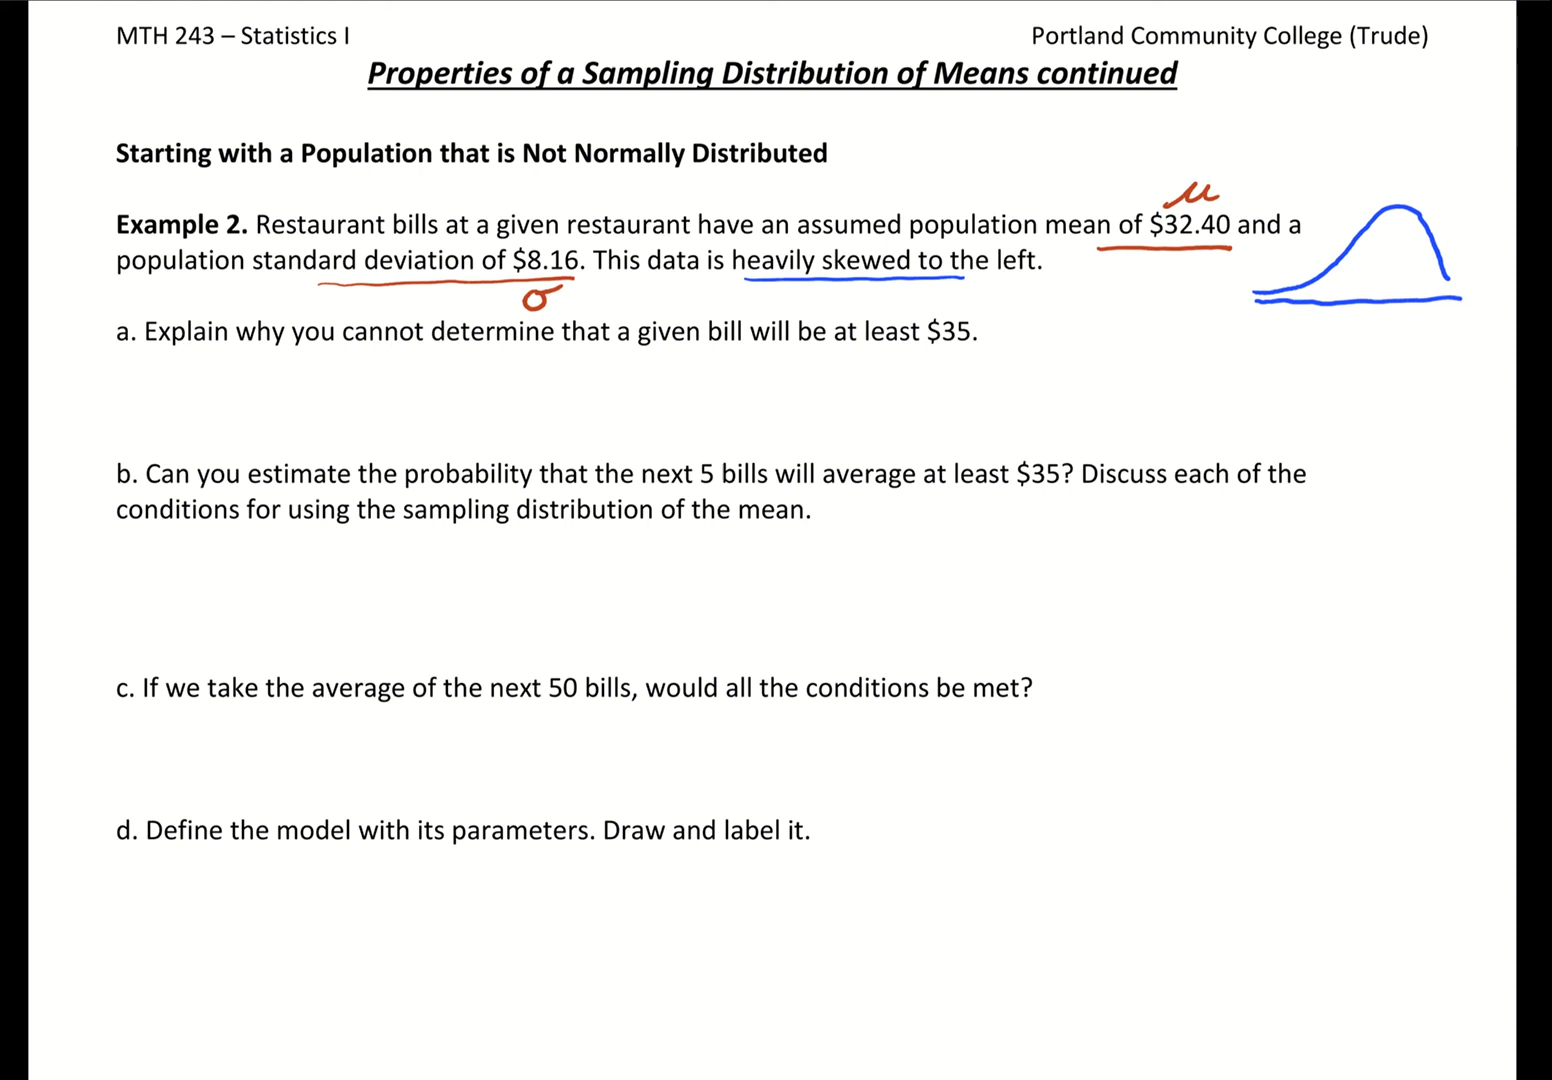 MTH 243 – Statistics I
Portland Community College (Trude)
Properties of a Sampling Distribution of Means continued
Starting with a Population that is Not Normally Distributed
μ
Example 2. Restaurant bills at a given restaurant have an assumed population mean of $32.40 and a
population standard deviation of $8.16. This data is heavily skewed to the left.
σ
a. Explain why you cannot determine that a given bill will be at least $35.
b. Can you estimate the probability that the next 5 bills will average at least $35? Discuss each of the
conditions for using the sampling distribution of the mean.
c. If we take the average of the next 50 bills, would all the conditions be met?
d. Define the model with its parameters. Draw and label it.